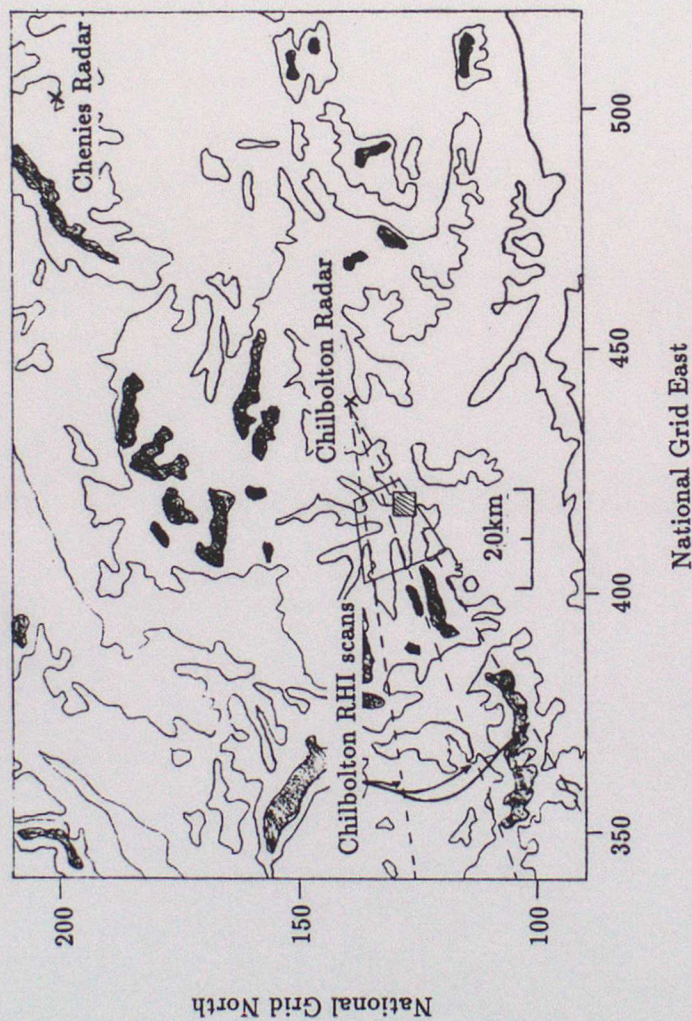 Chenies Radar
Chilbolton Radar
Chilbolton RHI scans
20km
200
150
100
National Grid North
350
400
450
500
National Grid East